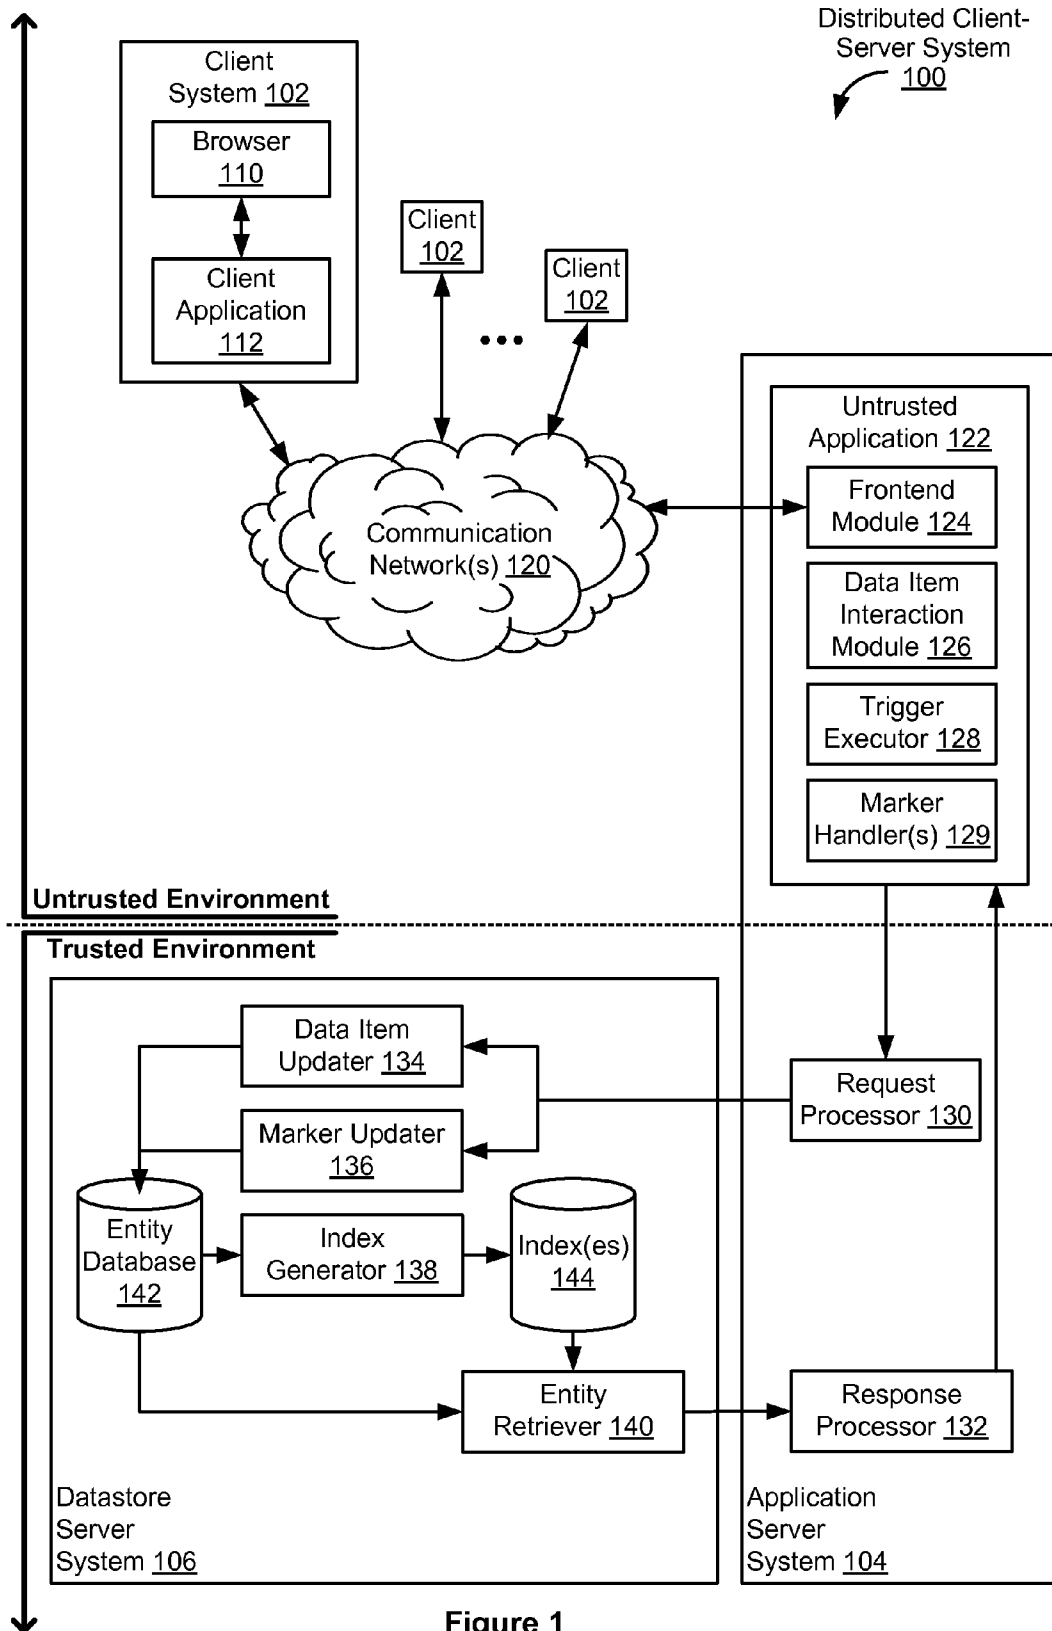 Distributed Client-
Server System
100
Client
System 102
Browser
110
Client
Application
112
Client
102
Client
102
Communication
Network(s) 120
Untrusted
Application 122
Frontend
Module 124
Data Item
Interaction
Module 126
Trigger
Executor 128
Marker
Handler(s) 129
Untrusted Environment
Trusted Environment
Data Item
Updater 134
Marker Updater
136
Request
Processor 130
Entity
Database
142
Index
Generator 138
Index(es)
144
Entity
Retriever 140
Response
Processor 132
Datastore
Server
System 106
Application
Server
System 104
Figure 1